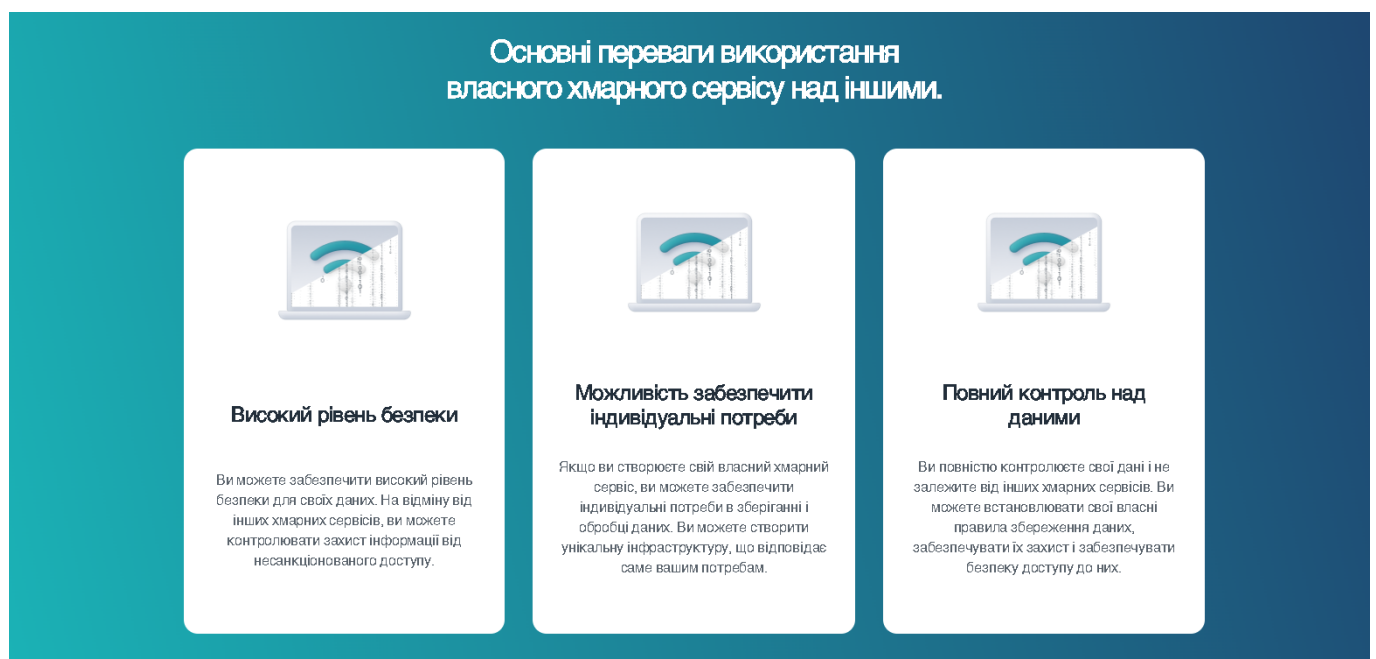 Основні переваги використання
власного хмарного сервісу над іншими.
Високий рівень безпеки
Ви можете забезпечити високий рівень
безпеки для своїх даних. На відміну від
інших хмарних сервісів, ви можете
контролювати захист інформації від
несанкціонованого доступу.
Можливість забезпечити
індивідуальні потреби
Якщо ви створюєте свій власний хмарний
сервіс, ви можете забезпечити
індивідуальні потреби в зберіганні і
обробці даних. Ви можете створити
унікальну інфраструктуру, що відповідає
саме вашим потребам.
Повний контроль над
даними
Ви повністю контролюєте свої дані і не
залежите від інших хмарних сервісів. Ви
можете встановлювати свої власні
правила збереження даних,
забезпечувати їх захист і забезпечувати
безпеку доступу до них.